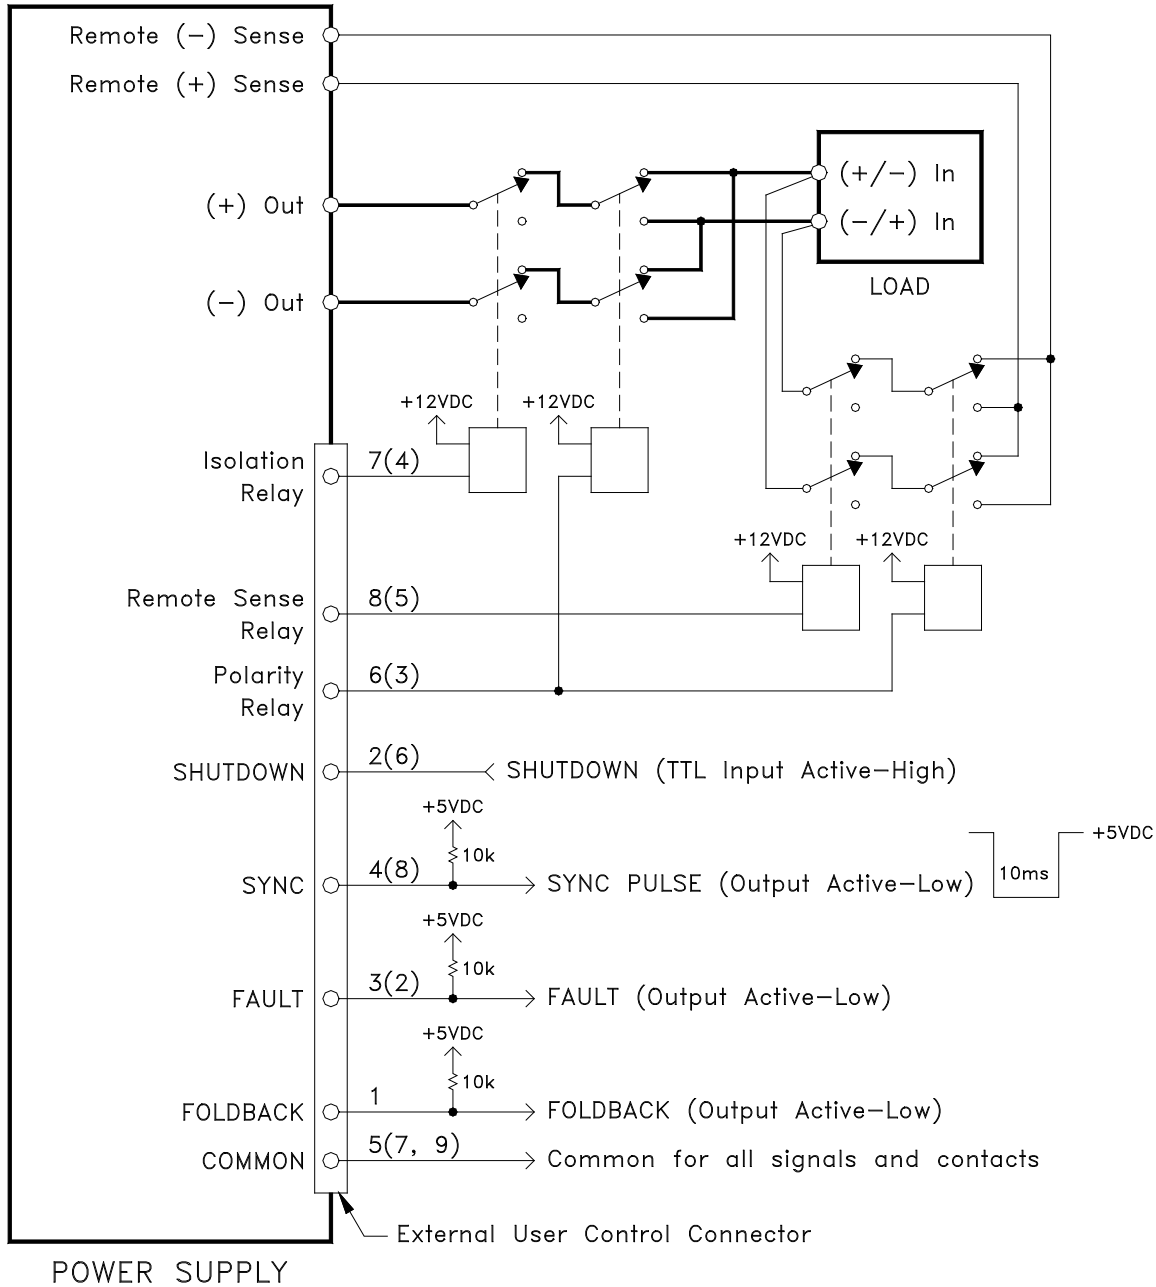 Remote (-) Sense
Remote (+) Sense
(+) Out
(-) Out
(+/-) In
(-/+) In
LOAD
+12VDC
+12VDC
Isolation
Relay
7(4)
+12VDC
+12VDC
Remote Sense
Relay
8(5)
Polarity
Relay
6(3)
SHUTDOWN
2(6)
SHUTDOWN (TTL Input Active-High)
+5VDC
10k
SYNC
4(8)
SYNC PULSE (Output Active-Low)
10ms
+5VDC
+5VDC
10k
FAULT
3(2)
FAULT (Output Active-Low)
+5VDC
10k
FOLDBACK
1
FOLDBACK (Output Active-Low)
COMMON
5(7, 9)
Common for all signals and contacts
External User Control Connector
POWER SUPPLY